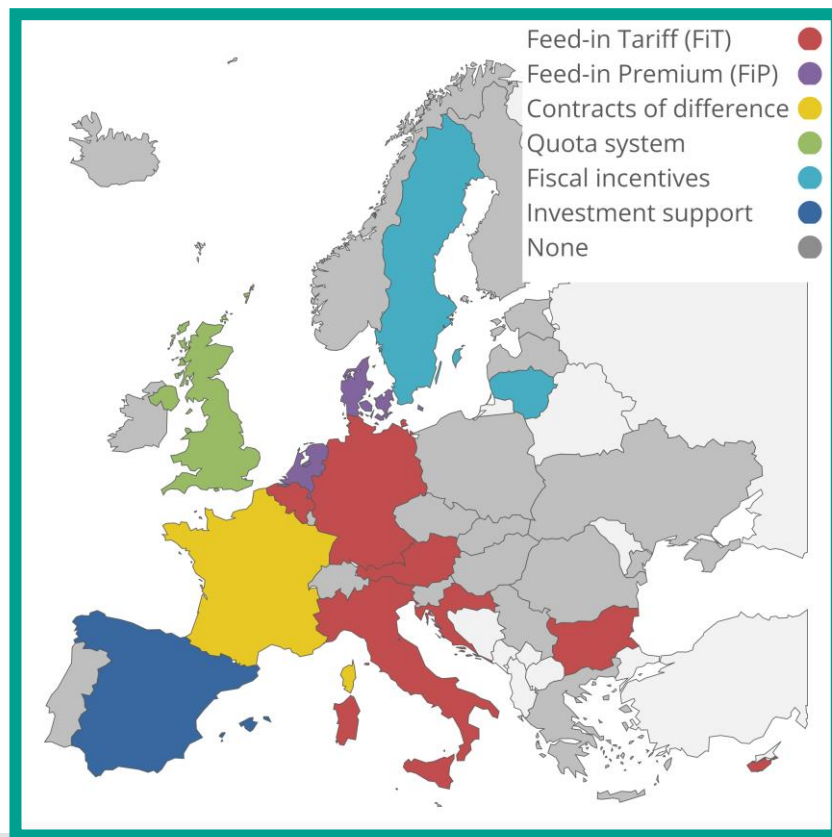 Feed-in Tariff (FiT)
Feed-in Premium (FiP)
Contracts of difference
Quota system
Fiscal incentives
Investment support
None